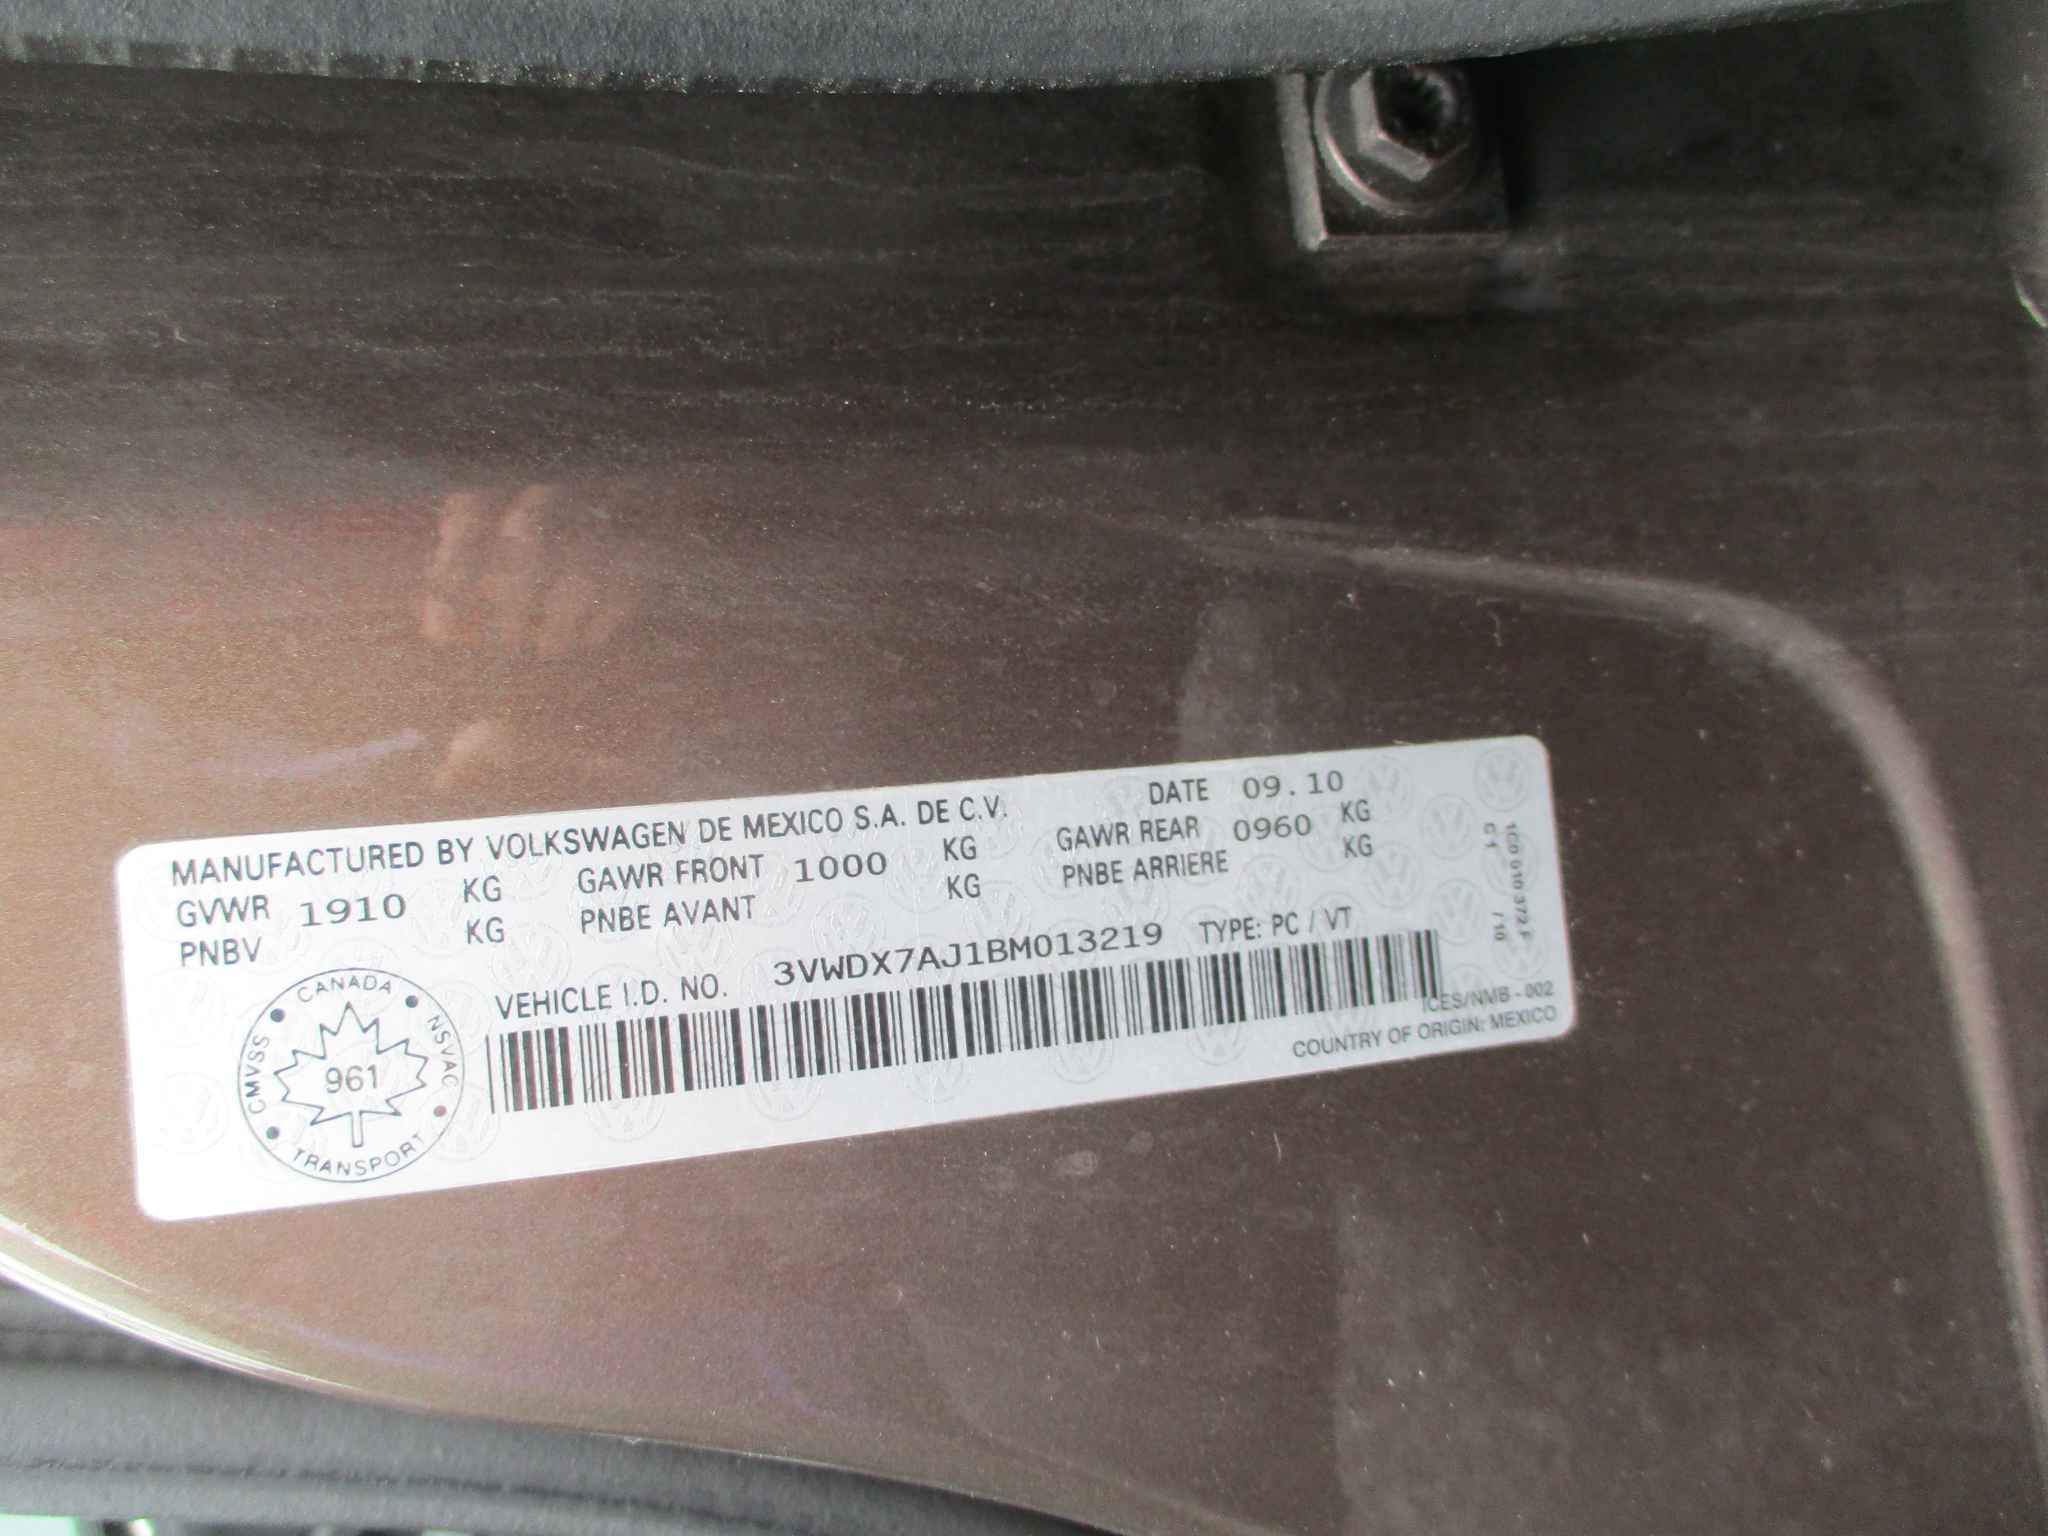 MANUFACTURED BY VOLKSWAGEN DE MEXICO S.A. DE C.V. DATE 09.10
GVWR 1910 KG GAWR FRONT 1000 KG GAWR REAR 0960 KG
PNBV KG PNBE AVANT KG PNBE ARRIERE KG
VEHICLE I.D. NO. 3VWDX7AJ1BM013219 TYPE: PC / VT
CANADA
CMVSS
NSVAC
961
TRANSPORT
ICES/NMB - 002
COUNTRY OF ORIGIN: MEXICO